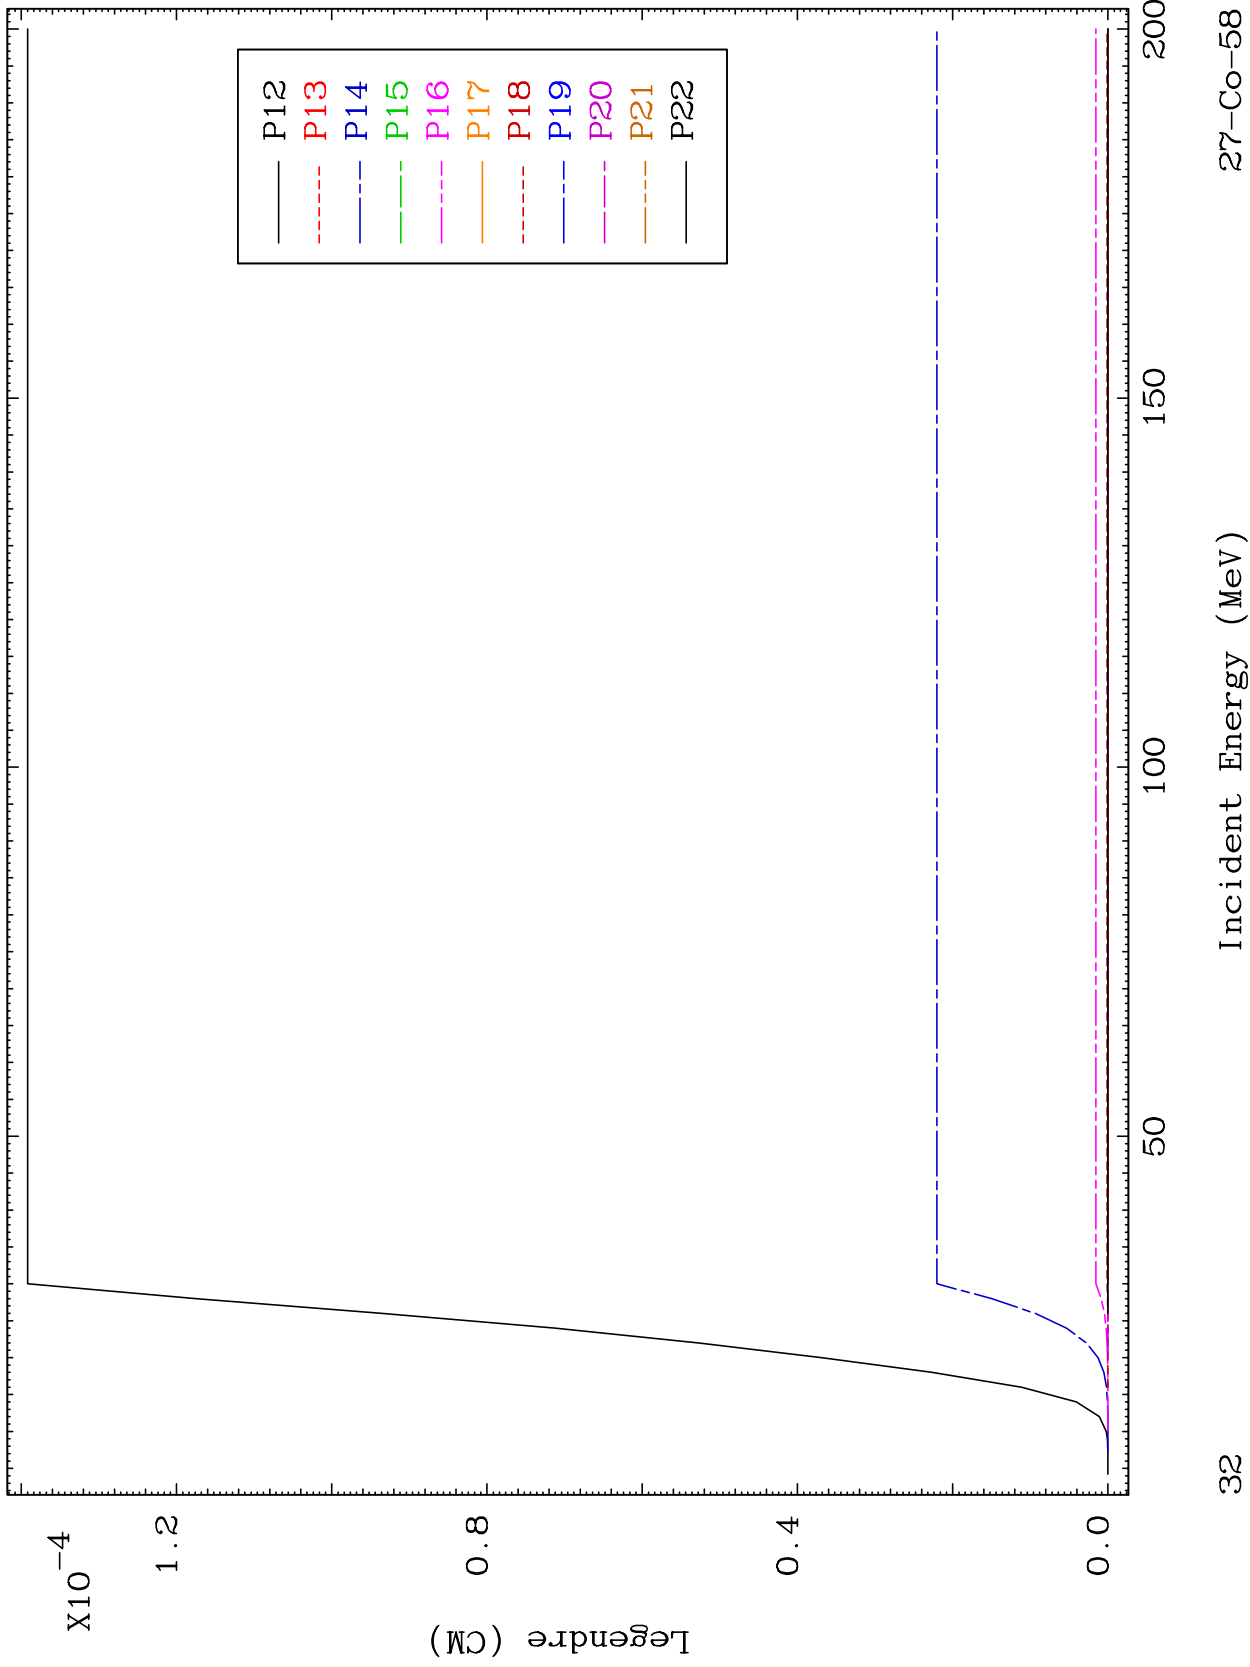 X10-4
1.2
0.8
0.4
0.0
Legendre (CM)
P12
P13
P14
P15
P16
P17
P18
P19
P20
P21
P22
50
100
150
200
Incident Energy (MeV)
32
27-Co-58